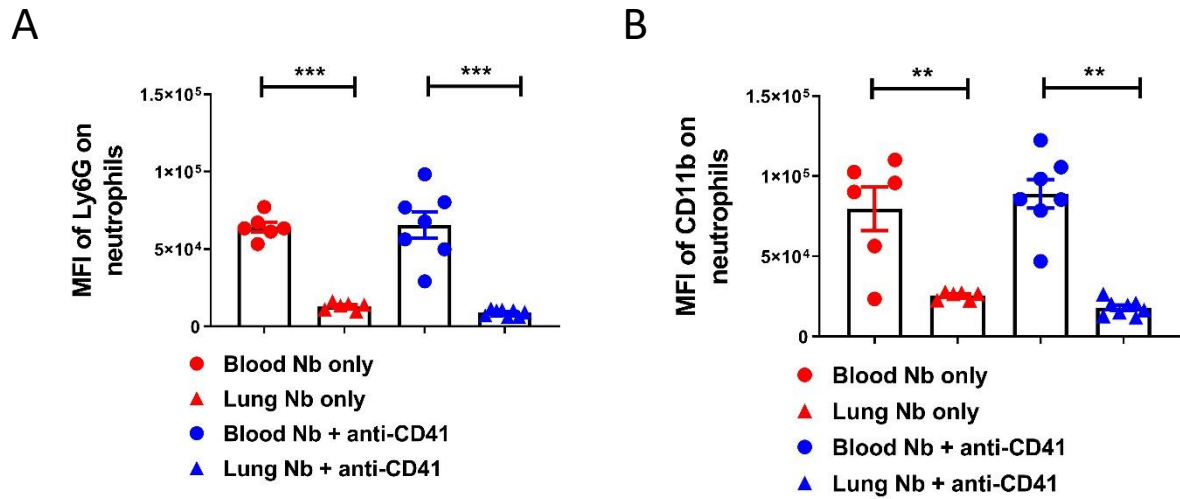 A
MFI of Ly6G on
neutrophils
1.5×10⁵
1×10⁵
5×10⁴
0
***
***
Blood Nb only
Lung Nb only
Blood Nb + anti-CD41
Lung Nb + anti-CD41
B
MFI of CD11b on
neutrophils
1.5×10⁵
1×10⁵
5×10⁴
0
**
**
Blood Nb only
Lung Nb only
Blood Nb + anti-CD41
Lung Nb + anti-CD41